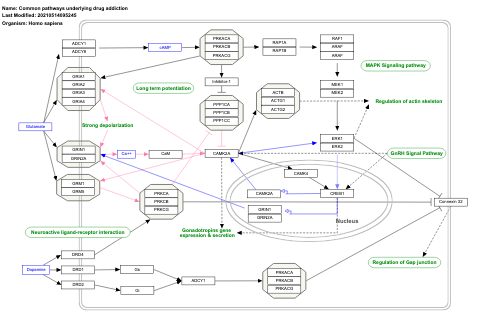 Name: Common pathways underlying drug addiction
Last Modified: 20210514095245
Organism: Homo sapiens
ADCY1
ADCY8
cAMP
PRKACA
PRKACB
PRKACG
RAP1A
RAP1B
RAF1
ARAF
ARAF
MAPK Signaling pathway
GRIA1
GRIA2
GRIA3
GRIA4
Inhibitor-1
Long term potentiation
MEK1
MEK2
ACTB
ACTG1
ACTG2
Regulation of actin skeleton
PPP1CA
PPP1CB
PPP1CC
Glutamate
Strong depolarization
ERK1
ERK2
GRIN1
GRIN2A
Ca++
CaM
CAMK2A
GnRH Signal Pathway
CAMK4
GRM1
GRM5
PRKCA
PRKCB
PRKCG
CAMK2A
CREB1
Connexin 32
GRIN1
GRIN2A
Nucleus
Neuroactive ligand-receptor interaction
Gonadotropins gene
expression & secretion
DRD4
DRD1
DRD2
Dopamine
Gs
Gi
ADCY1
PRKACA
PRKACB
PRKACG
Regulation of Gap junction